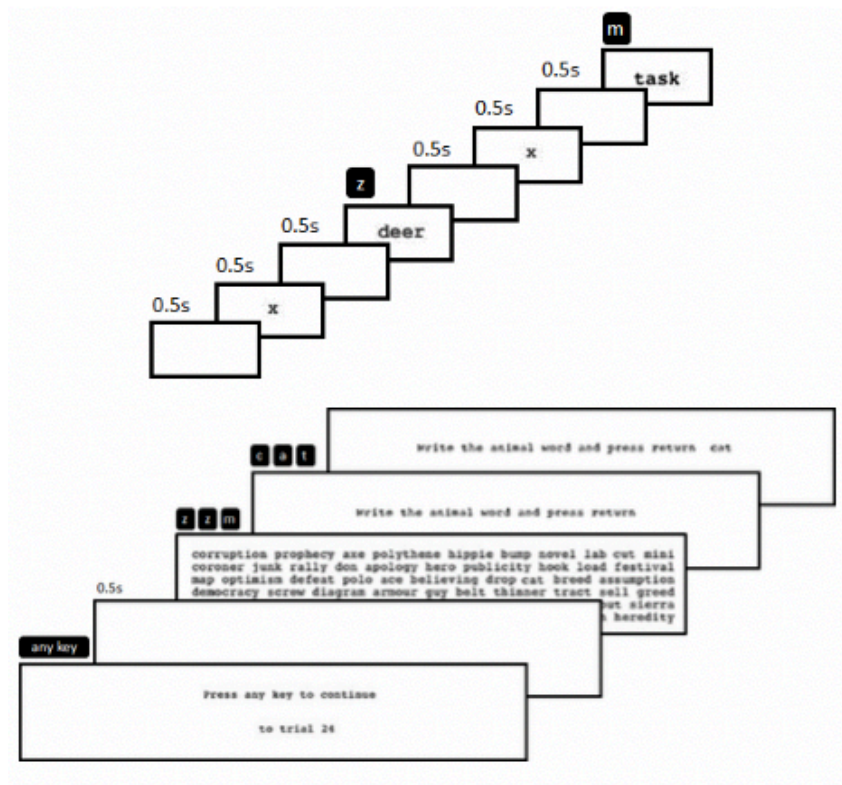 m
0.5s
task
0.5s
0.5s
x
z
0.5s
deer
0.5s
x
0.5s
Write the animal word and press return cat
c a t
Write the animal word and press return
z z m
corruption prophecy axe polythene hippie bump novel lab cut mini
coroner junk rally don apology hero publicity hook load festival
map optimism defeat polo ace believing drop cat breed assumption
democracy screw diagram armour guy belt thinner tract sell greed
out sierra
heredity
0.5s
any key
Press any key to continue
to trial 24